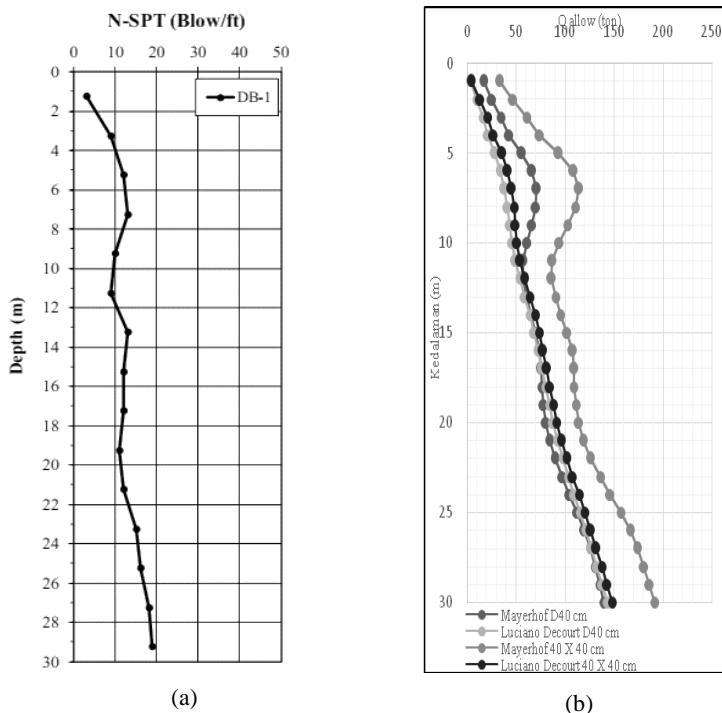 N-SPT (Blow/ft)
0 10 20 30 40 50
DB-1
0
2
4
6
8
10
12
14
16
18
20
22
24
26
28
30
Depth (m)
(a)
Q allow (ton)
0 50 100 150 200 250
0
5
10
15
20
25
30
Kedalaman (m)
Mayerhof D40 cm
Luciano Decourt D40 cm
Mayerhof 40 X 40 cm
Luciano Decourt 40 X 40 cm
(b)